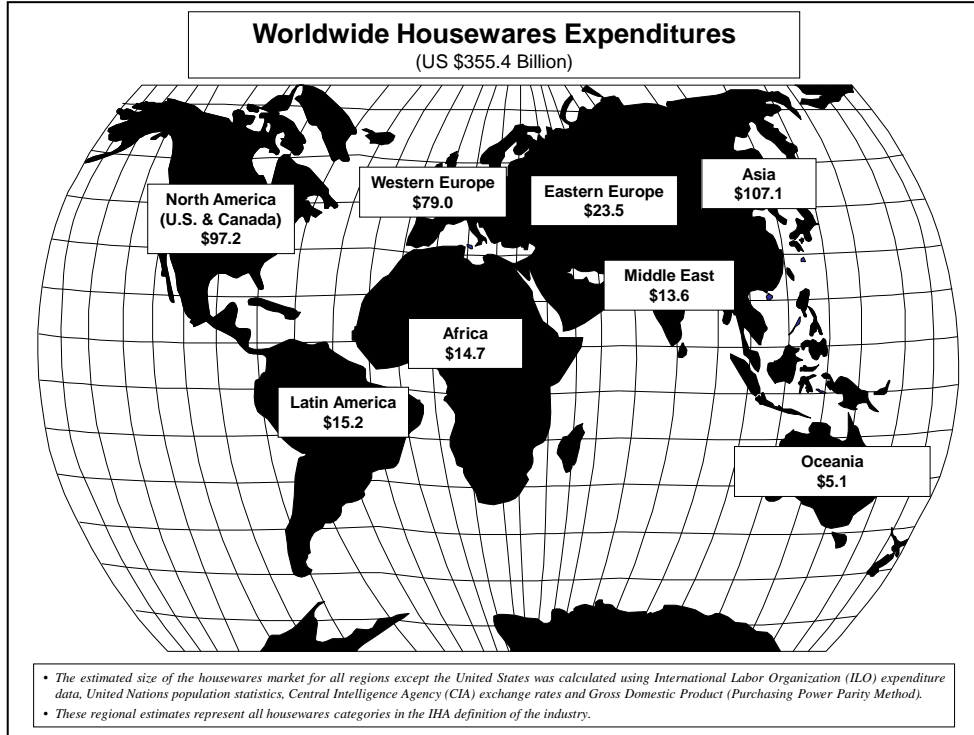 Worldwide Housewares Expenditures
(US $355.4 Billion)
North America
(U.S. & Canada)
$97.2
Western Europe
$79.0
Eastern Europe
$23.5
Asia
$107.1
Middle East
$13.6
Africa
$14.7
Latin America
$15.2
Oceania
$5.1
• The estimated size of the housewares market for all regions except the United States was calculated using International Labor Organization (ILO) expenditure
data, United Nations population statistics, Central Intelligence Agency (CIA) exchange rates and Gross Domestic Product (Purchasing Power Parity Method).
• These regional estimates represent all housewares categories in the IHA definition of the industry.